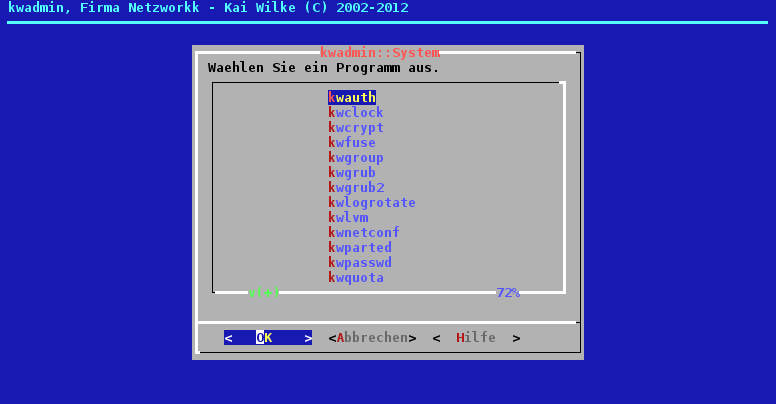 kwadmin, Firma Netzworkk - Kai Wilke (C) 2002-2012
kwadmin::System
Waehlen Sie ein Programm aus.
kwauth
kwclock
kwcrypt
kwfuse
kwgroup
kwgrub
kwgrub2
kwlogrotate
kwlvm
kwnetconf
kwparted
kwpasswd
kwquota
72%
<   OK    >  <Abbrechen>  <  Hilfe  >